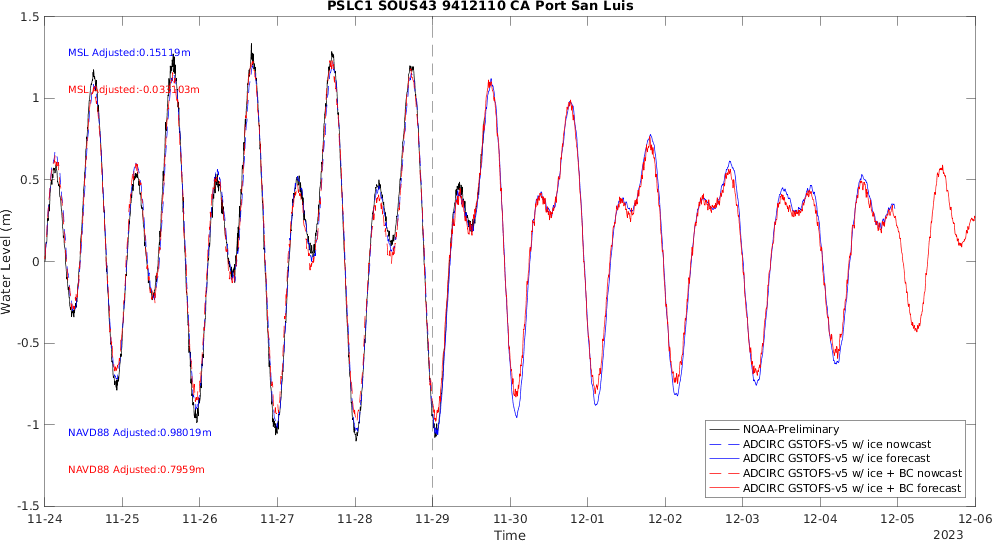 PSLC1 SOUS43 9412110 CA Port San Luis
1.5
1
0.5
0
-0.5
-1
-1.5
Water Level (m)
MSL Adjusted:0.15119m
MSL Adjusted:-0.033103m
NAVD88 Adjusted:0.98019m
NAVD88 Adjusted:0.7959m
NOAA-Preliminary
ADCIRC GSTOFS-v5 w/ ice nowcast
ADCIRC GSTOFS-v5 w/ ice forecast
ADCIRC GSTOFS-v5 w/ ice + BC nowcast
ADCIRC GSTOFS-v5 w/ ice + BC forecast
11-24 11-25 11-26 11-27 11-28 11-29 11-30 12-01 12-02 12-03 12-04 12-05 12-06
Time
2023